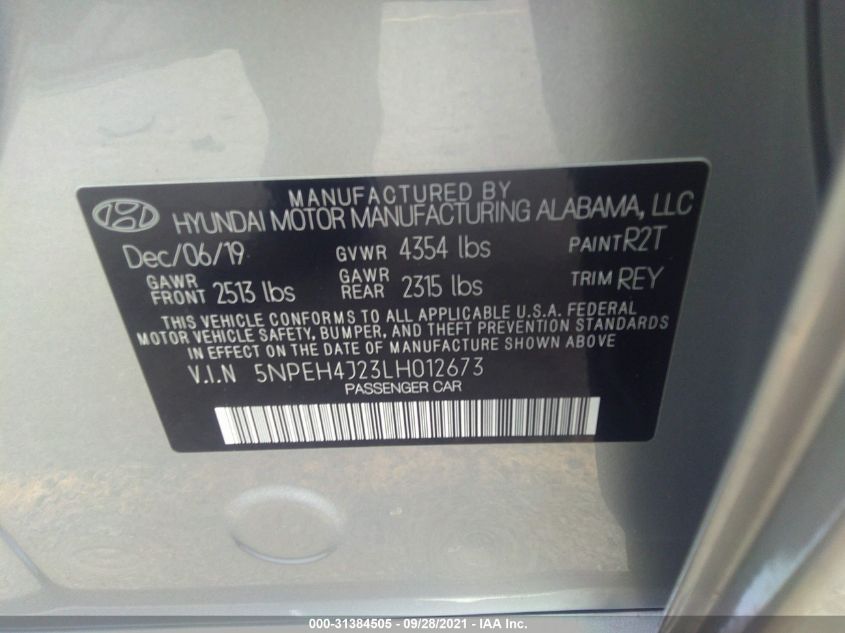 MANUFACTURED BY
HYUNDAI MOTOR MANUFACTURING ALABAMA, LLC
Dec/06/19 GVWR 4354 lbs PAINT R2T
GAWR FRONT 2513 lbs GAWR REAR 2315 lbs TRIM REY
THIS VEHICLE CONFORMS TO ALL APPLICABLE U.S.A. FEDERAL
MOTOR VEHICLE SAFETY, BUMPER, AND THEFT PREVENTION STANDARDS
IN EFFECT ON THE DATE OF MANUFACTURE SHOWN ABOVE
V.I.N 5NPEH4J23LH012673
PASSENGER CAR
000-31384505 - 09/28/2021 - IAA Inc.